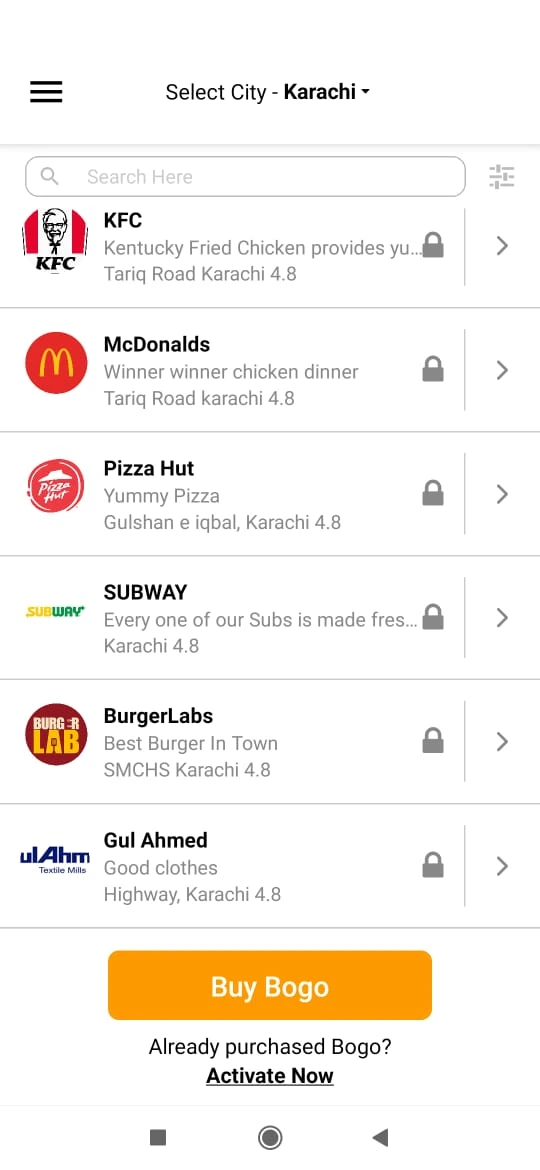 Select City - Karachi
Search Here
KFC
KFC
Kentucky Fried Chicken provides yu...
Tariq Road Karachi 4.8
McDonalds
Winner winner chicken dinner
Tariq Road karachi 4.8
Pizza Hut
Pizza Hut
Yummy Pizza
Gulshan e iqbal, Karachi 4.8
SUBWAY
SUBWAY
Every one of our Subs is made fres...
Karachi 4.8
BURGER
LAB
BurgerLabs
Best Burger In Town
SMCHS Karachi 4.8
ulAhm
Textile Mills
Gul Ahmed
Good clothes
Highway, Karachi 4.8
Buy Bogo
Already purchased Bogo?
Activate Now